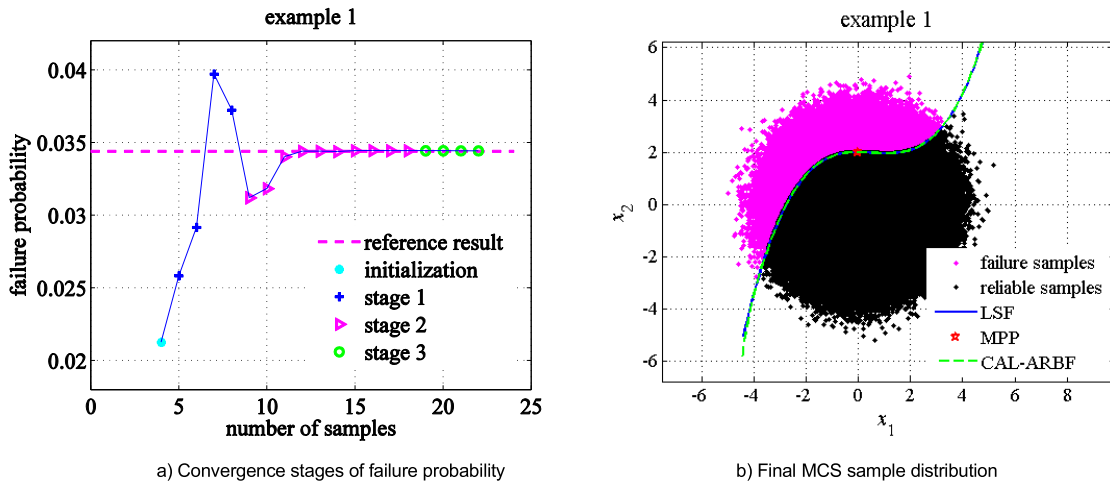 example 1
0.04
0.035
0.03
0.025
0.02
failure probability
reference result
initialization
stage 1
stage 2
stage 3
0 5 10 15 20 25
number of samples
a) Convergence stages of failure probability
example 1
6
4
2
0
-2
-4
-6
x2
failure samples
reliable samples
LSF
MPP
CAL-ARBF
-6 -4 -2 0 2 4 6 8
x1
b) Final MCS sample distribution